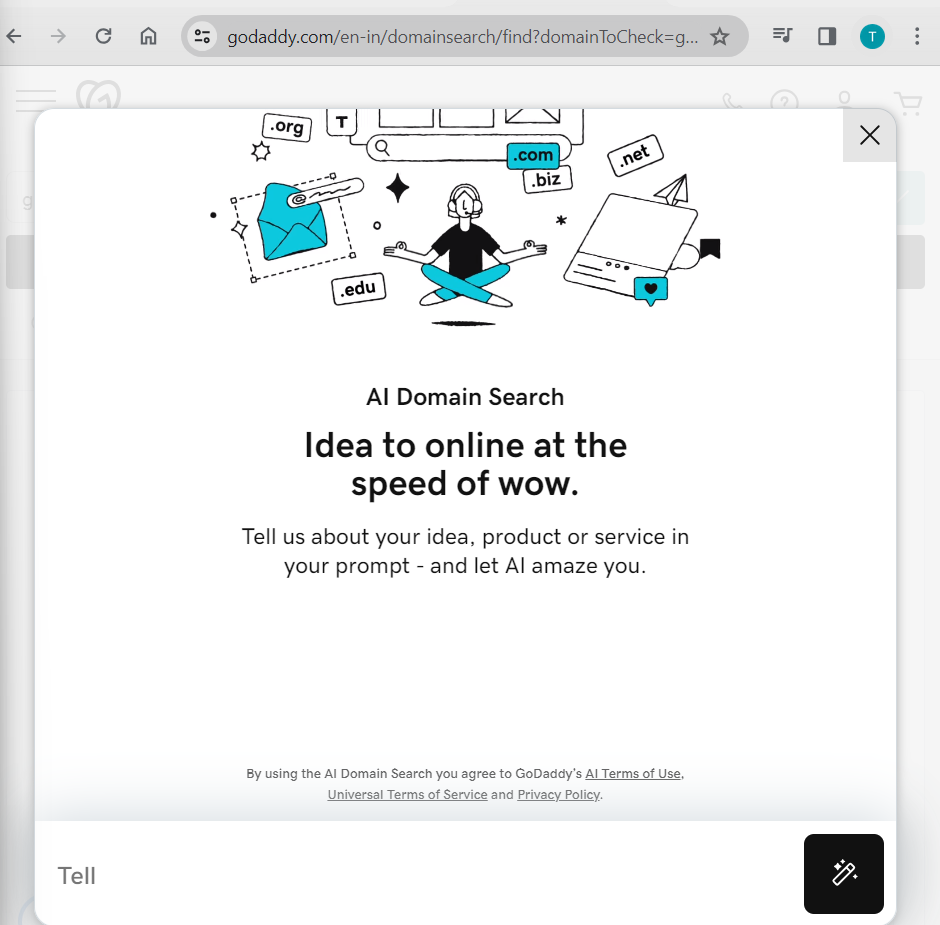 godaddy.com/en-in/domainsearch/find?domainToCheck=g...
T
.org
T
.com
.net
.biz
.edu
AI Domain Search
Idea to online at the
speed of wow.
Tell us about your idea, product or service in
your prompt - and let AI amaze you.
By using the AI Domain Search you agree to GoDaddy's AI Terms of Use,
Universal Terms of Service and Privacy Policy.
Tell